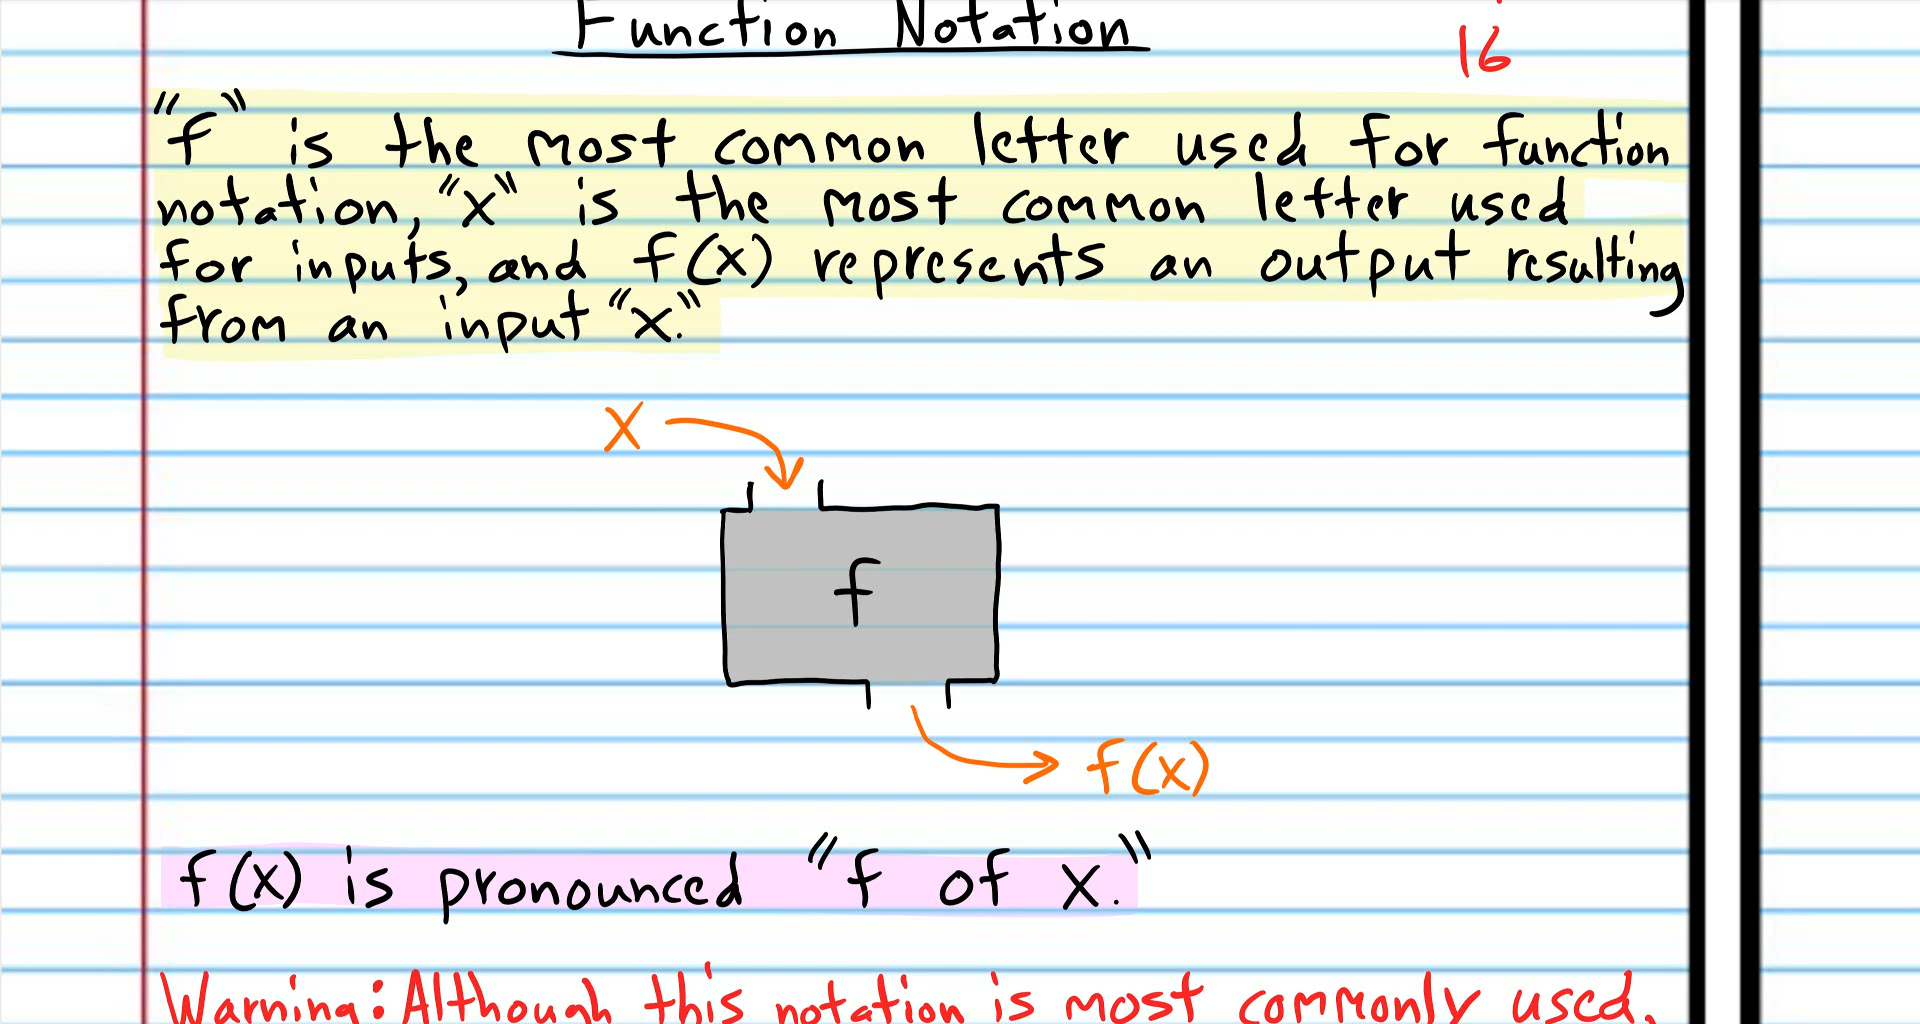 Function Notation
16
"f" is the most common letter used for function
notation, "x" is the most common letter used
for inputs, and f(x) represents an output resulting
from an input "x."
x
f
f(x)
f(x) is pronounced "f of x."
Warning: Although this notation is most commonly used,